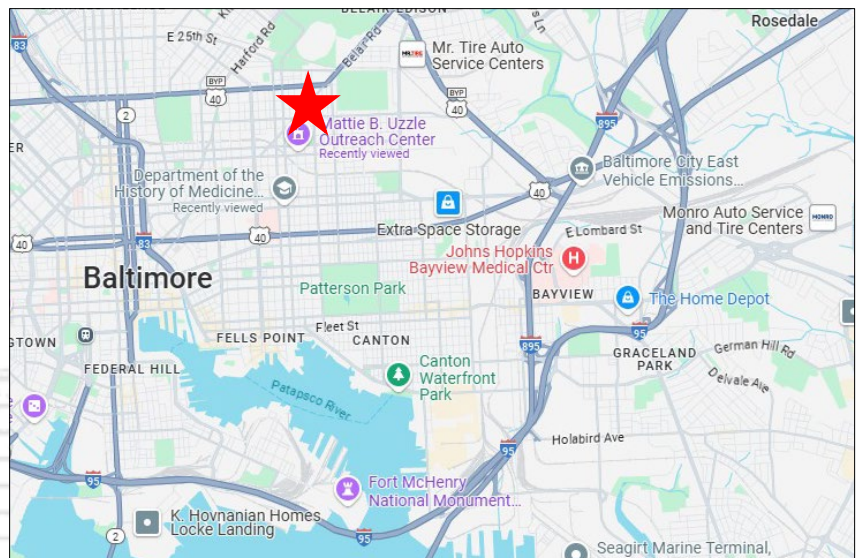 BELAIR-EDISON
Rosedale
E 25th St
Harford Rd
Belair Rd
83
MR.TIRE
Mr. Tire Auto
Service Centers
BYP
40
BYP
40
2
895
Mattie B. Uzzle
Outreach Center
Recently viewed
ER
Department of the
History of Medicine...
Recently viewed
Baltimore City East
Vehicle Emissions...
40
Extra Space Storage
Monro Auto Service
and Tire Centers
MONRO
E Lombard St
40
83
40
Johns Hopkins
Bayview Medical Ctr
H
Baltimore
Patterson Park
BAYVIEW
The Home Depot
Fleet St
FELLS POINT
CANTON
95
895
GTOWN
GRACELAND
PARK
German Hill Rd
FEDERAL HILL
Canton
Waterfront
Park
Delvale Ave
Patapsco River
Holabird Ave
95
95
Fort McHenry
National Monument...
K. Hovnanian Homes
Locke Landing
2
95
Seagirt Marine Terminal,